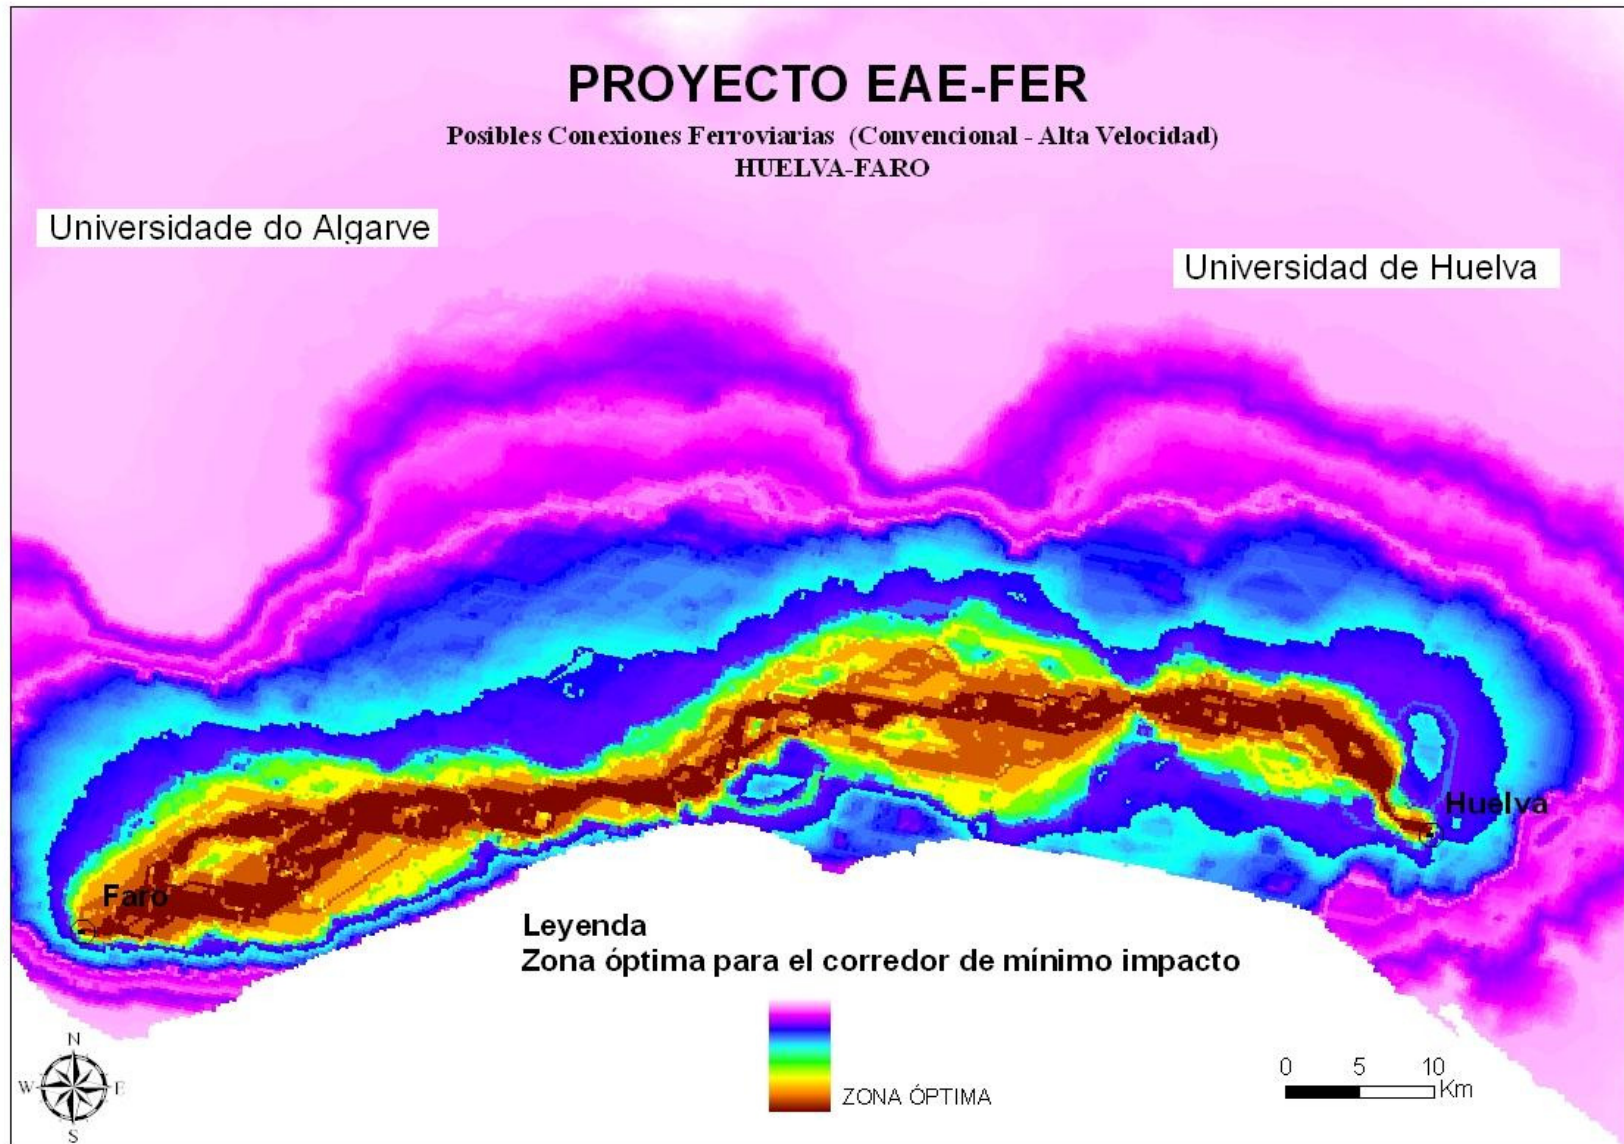 PROYECTO EAE-FER
Posibles Conexiones Ferroviarias (Convencional - Alta Velocidad)
HUELVA-FARO
Universidade do Algarve
Universidad de Huelva
Huelva
Faro
Leyenda
Zona óptima para el corredor de mínimo impacto
ZONA ÓPTIMA
N
W E
S
0 5 10
Km